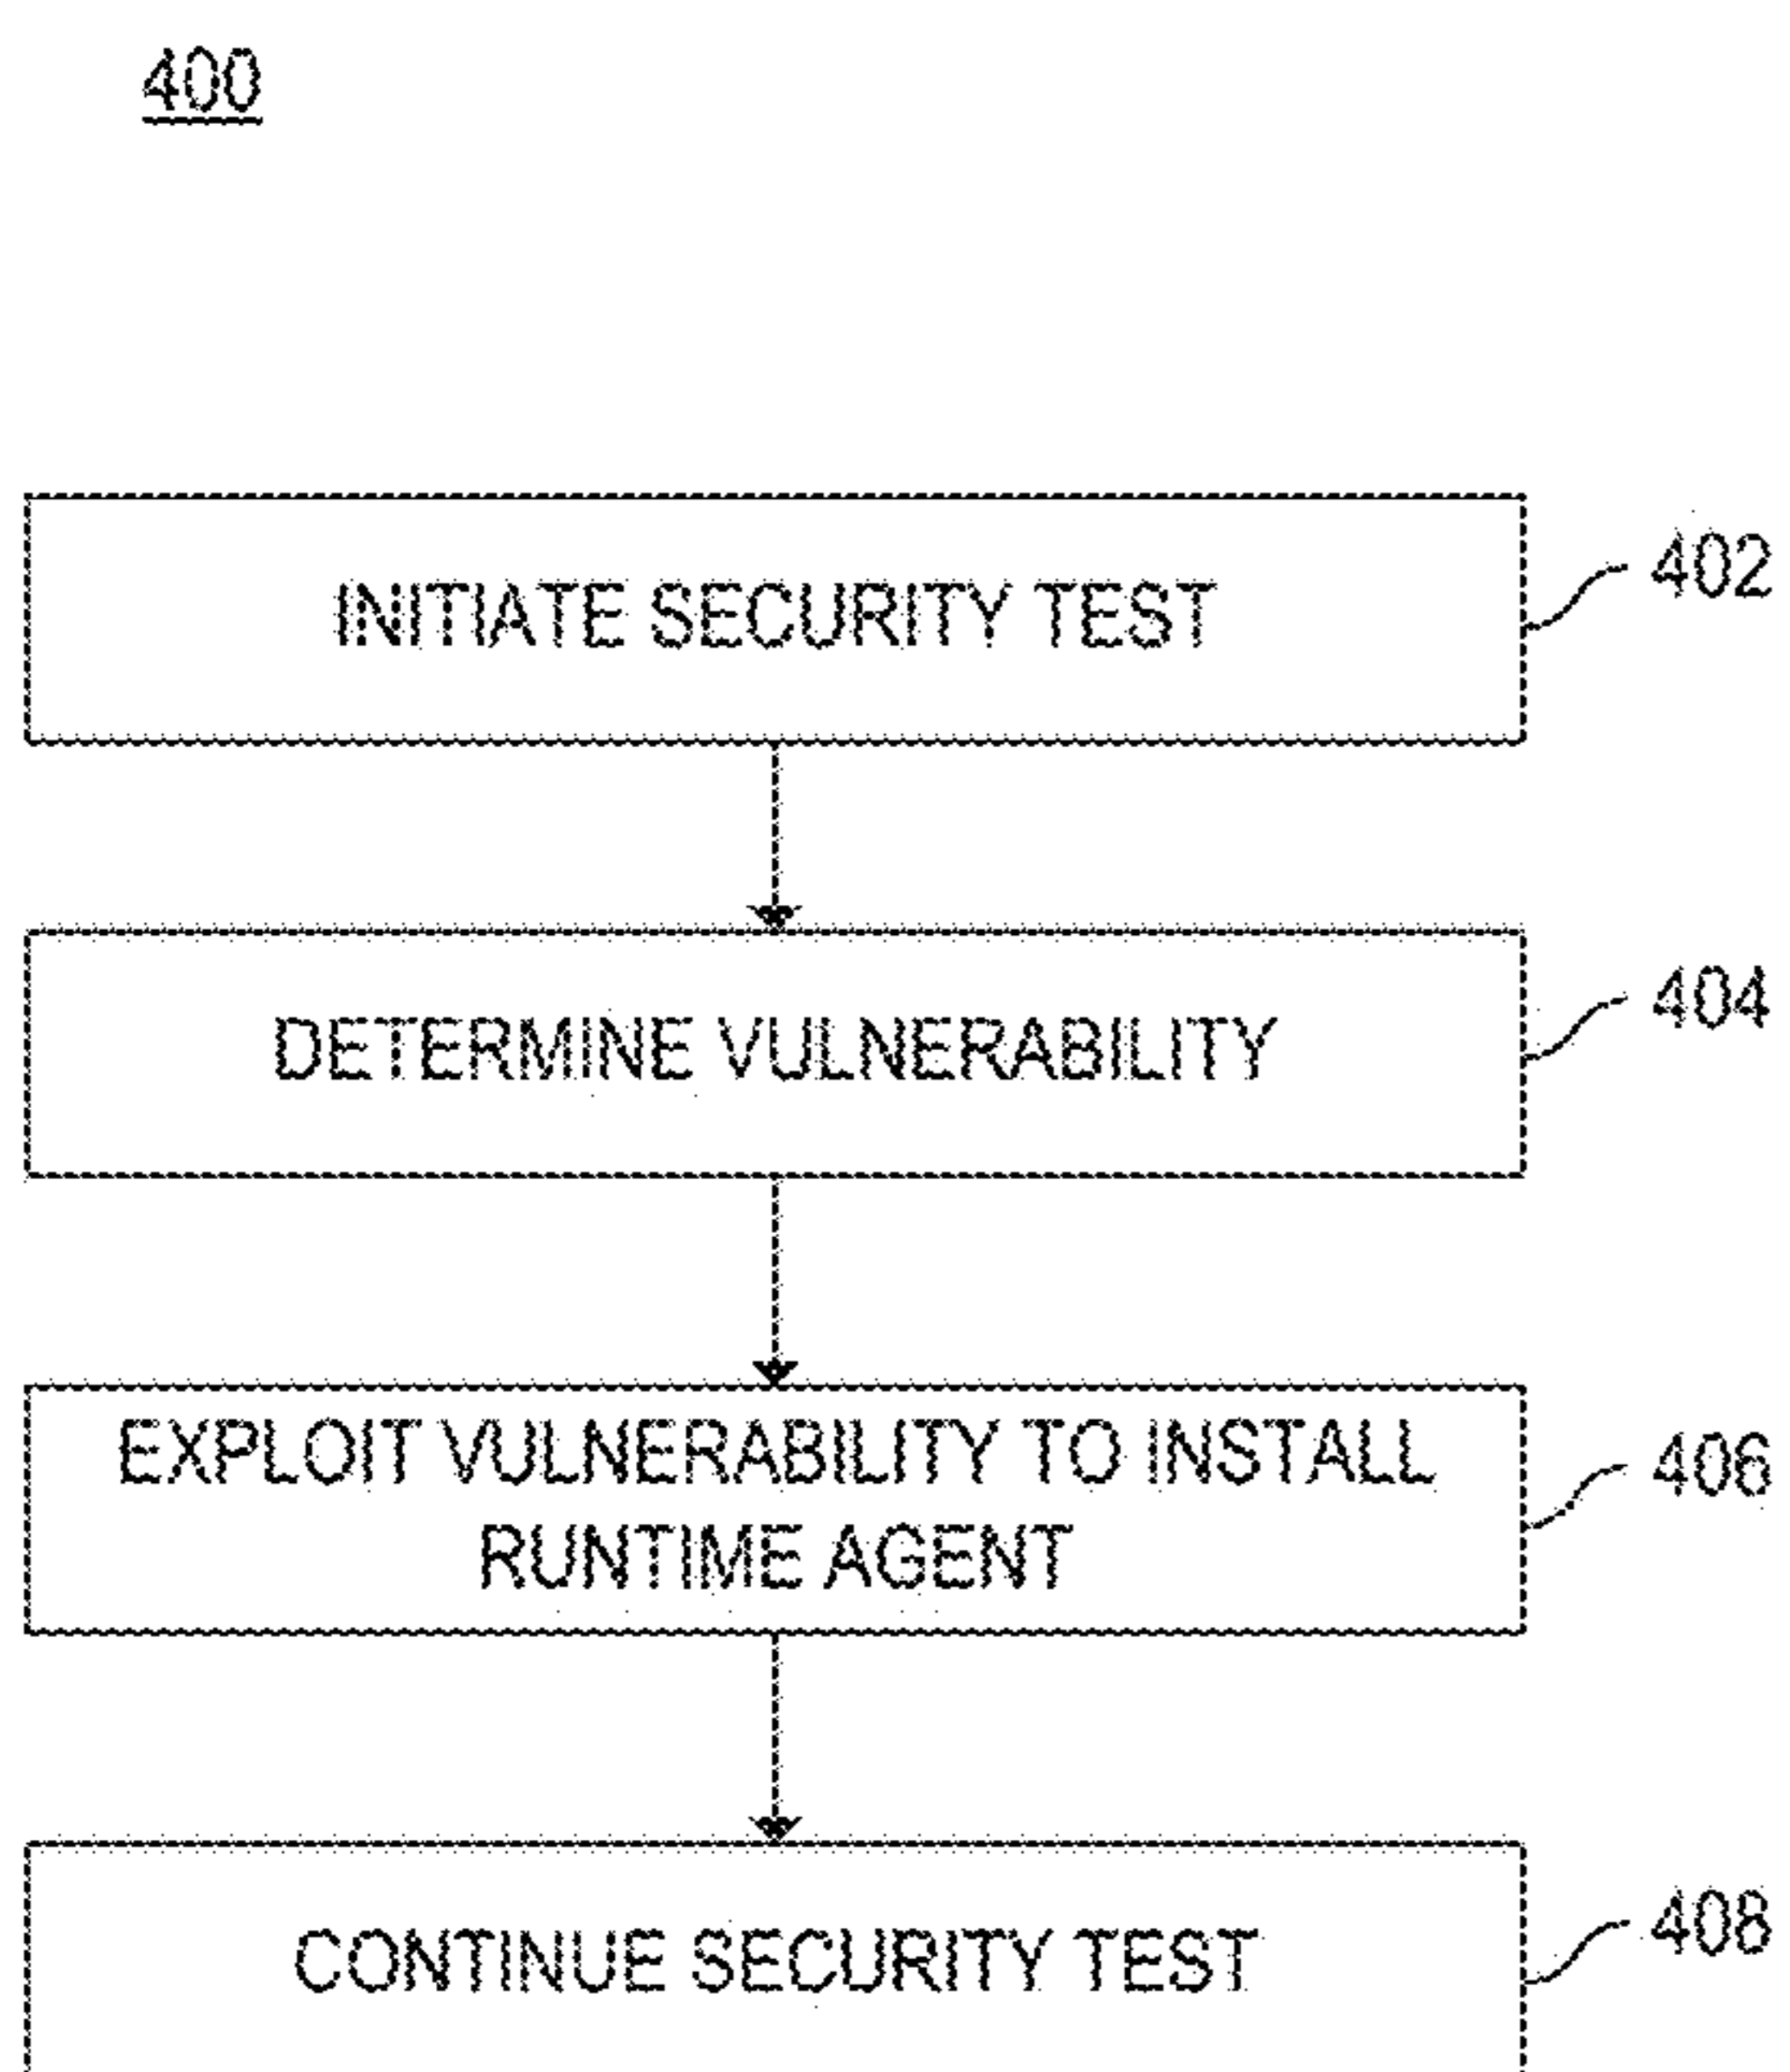 400
INITIATE SECURITY TEST
402
DETERMINE VULNERABILITY
404
EXPLOIT VULNERABILITY TO INSTALL
RUNTIME AGENT
406
CONTINUE SECURITY TEST
408